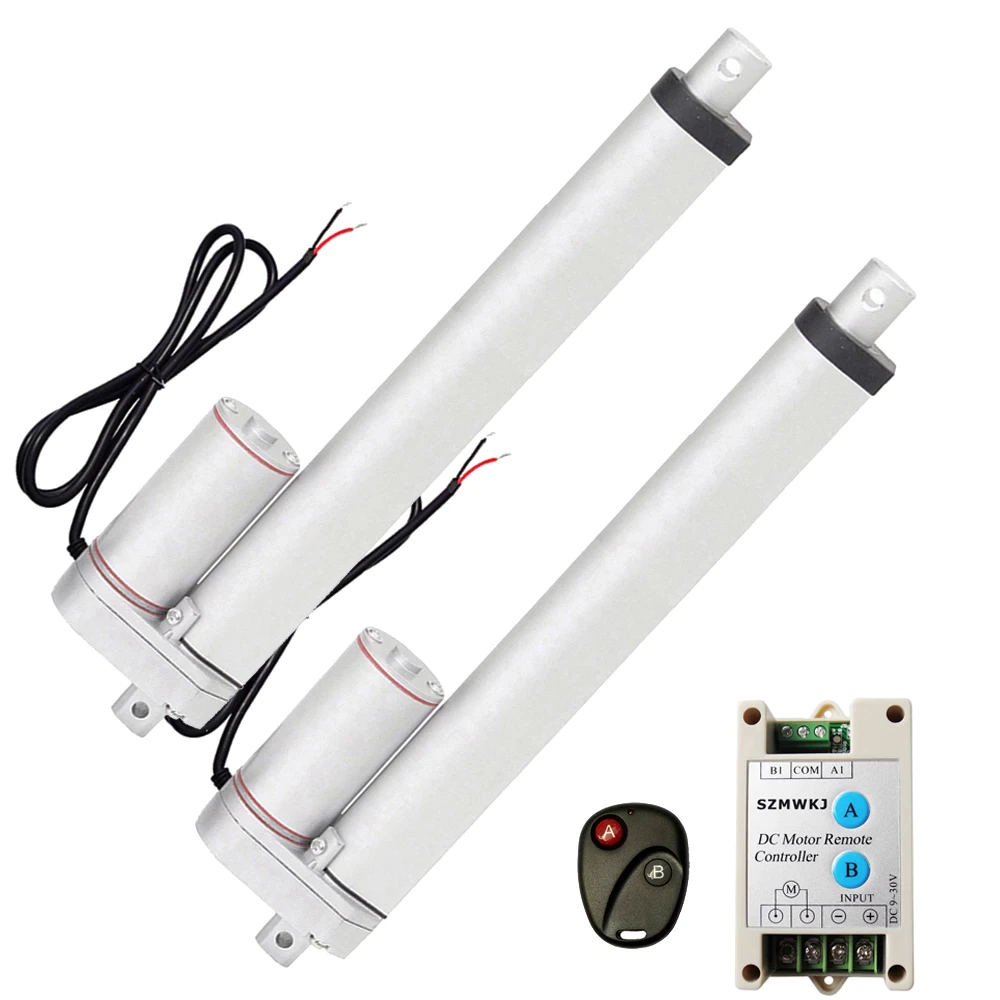 B1 COM A1
SZMWKJ A
DC Motor Remote
Controller
B
INPUT
M
− +
DC 9~30V
A
B